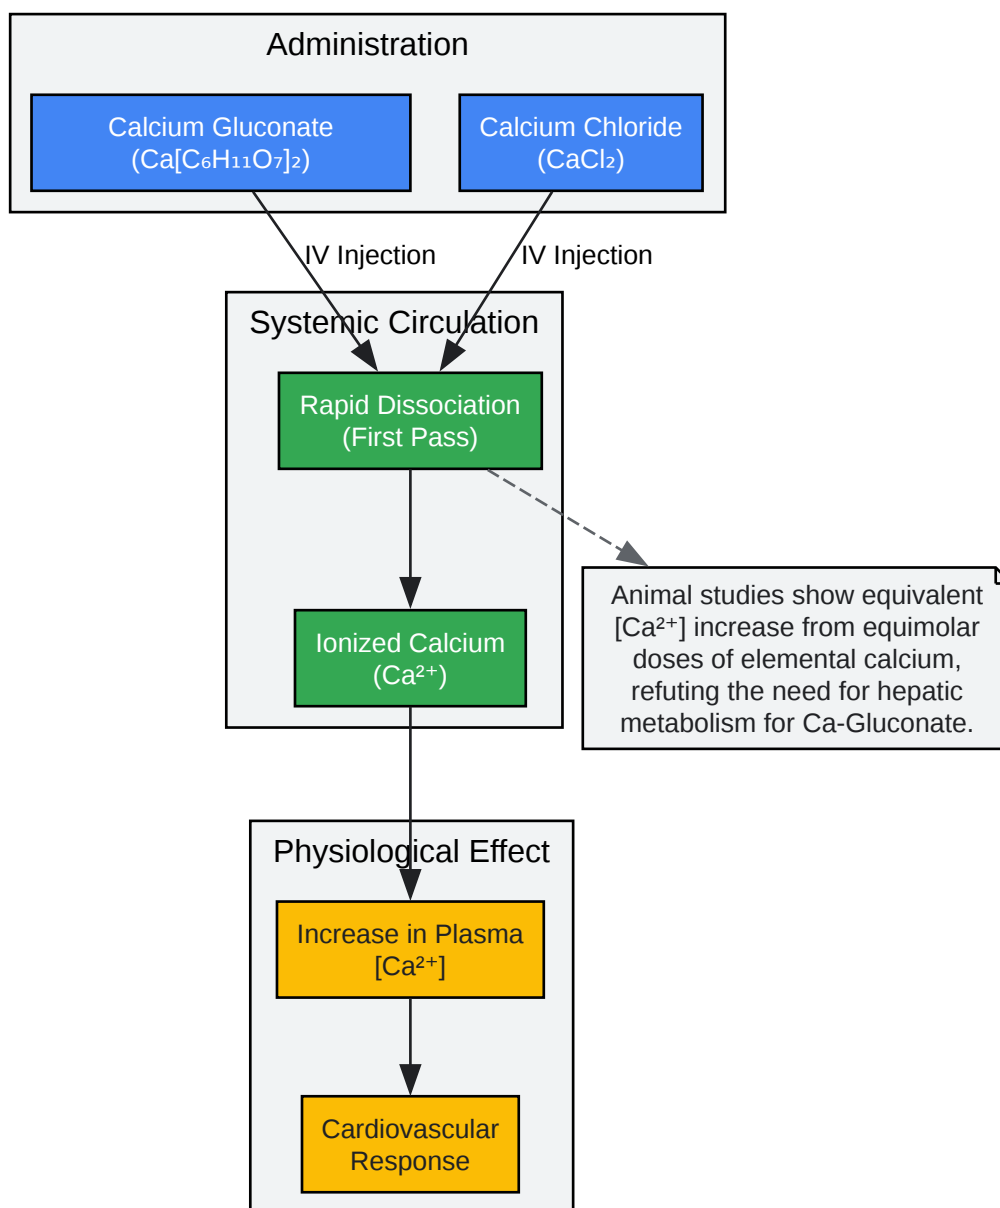 Administration
Calcium Gluconate
(Ca[C₆H₁₁O₇]₂)
Calcium Chloride
(CaCl₂)
IV Injection
IV Injection
Systemic Circulation
Rapid Dissociation
(First Pass)
Ionized Calcium
(Ca²⁺)
Animal studies show equivalent
[Ca²⁺] increase from equimolar
doses of elemental calcium,
refuting the need for hepatic
metabolism for Ca-Gluconate.
Physiological Effect
Increase in Plasma
[Ca²⁺]
Cardiovascular
Response